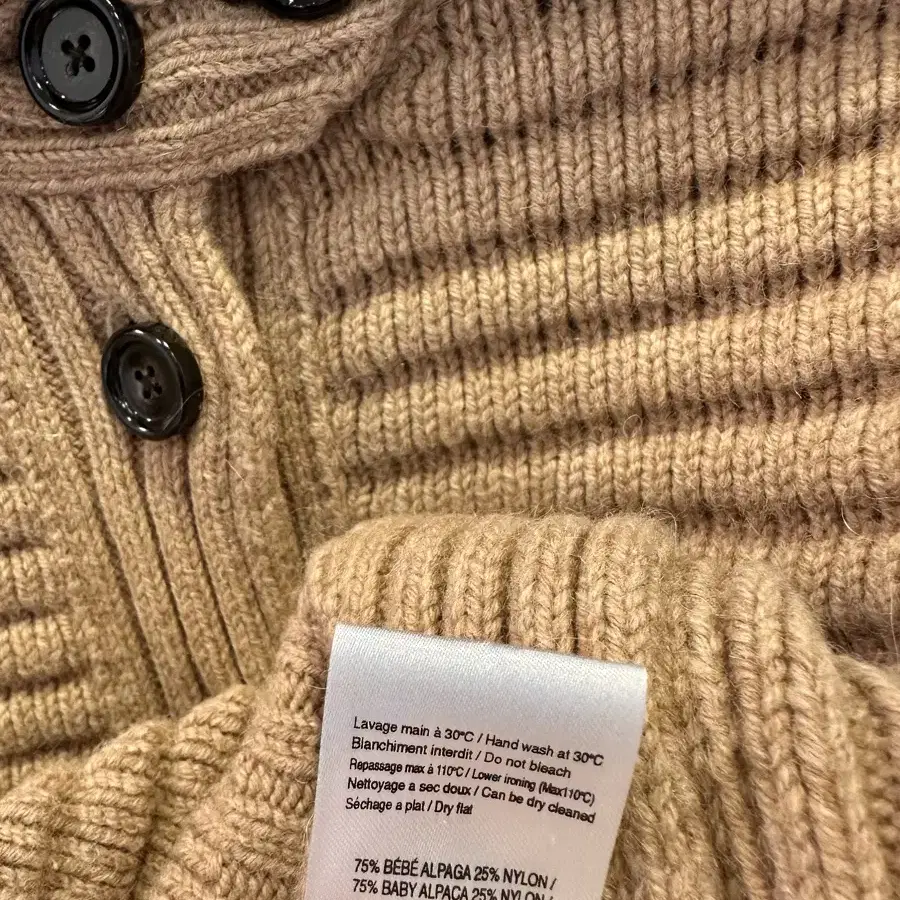 Lavage main à 30°C / Hand wash at 30°C
Blanchiment interdit / Do not bleach
Repassage max à 110°C / Lower ironing (Max110°C)
Nettoyage a sec doux / Can be dry cleaned
Séchage a plat / Dry flat
75% BÉBÉ ALPAGA 25% NYLON /
75% BABY ALPACA 25% NYLON /